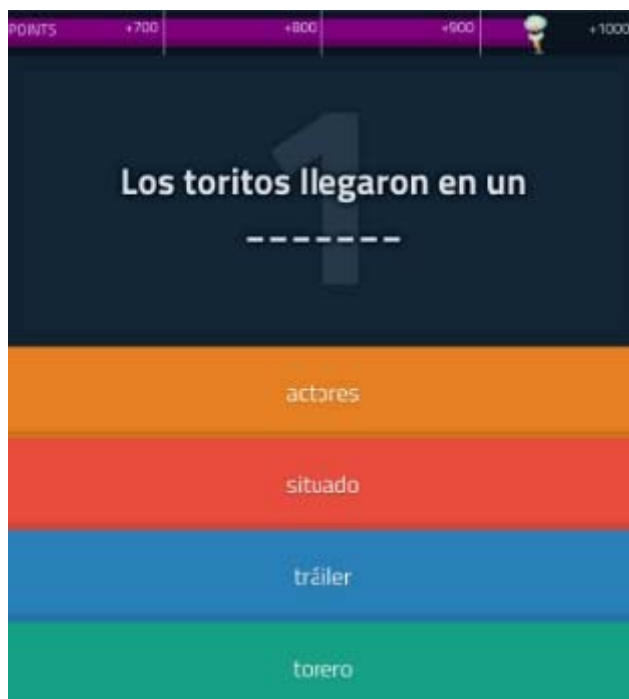 POINTS +700 +800 +900 +1000
1
Los toritos llegaron en un
-------
actores
situado
tráiler
torero